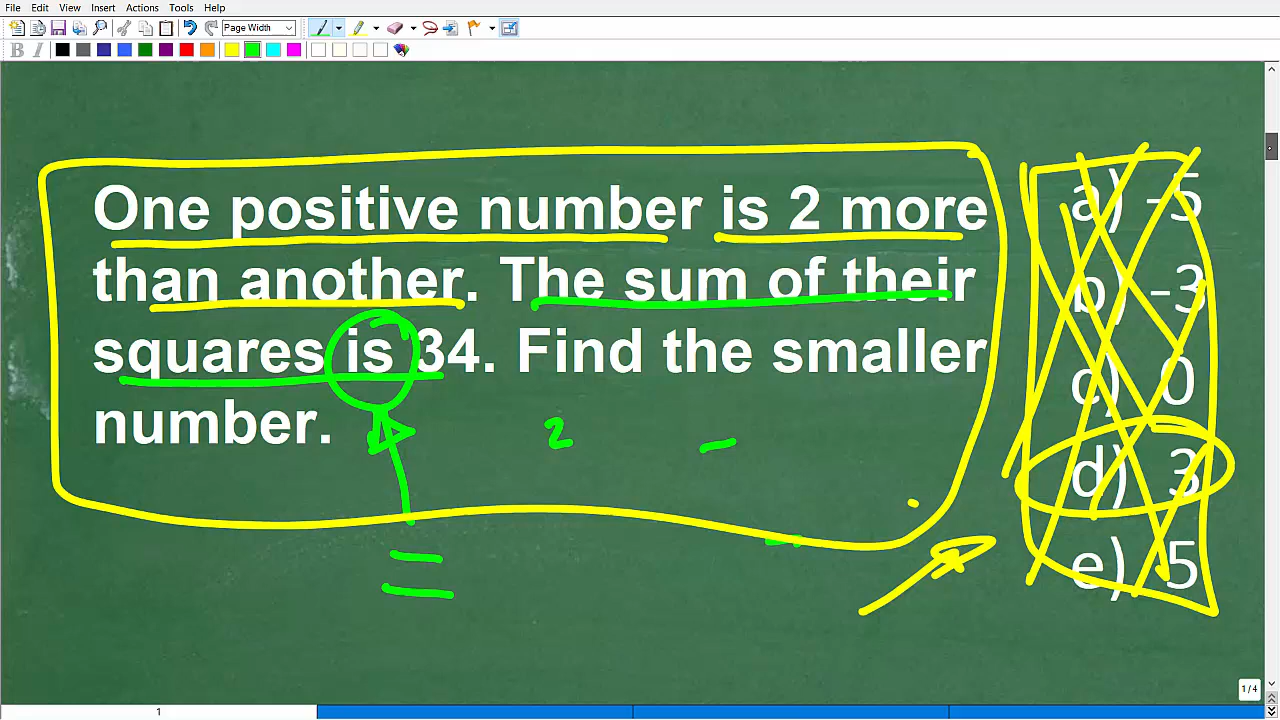 File Edit View Insert Actions Tools Help
Page Width
B I
One positive number is 2 more
than another. The sum of their
squares is 34. Find the smaller
number.
2
=
a) -5
b) -3
c) 0
d) 3
e) 5
1/4
1